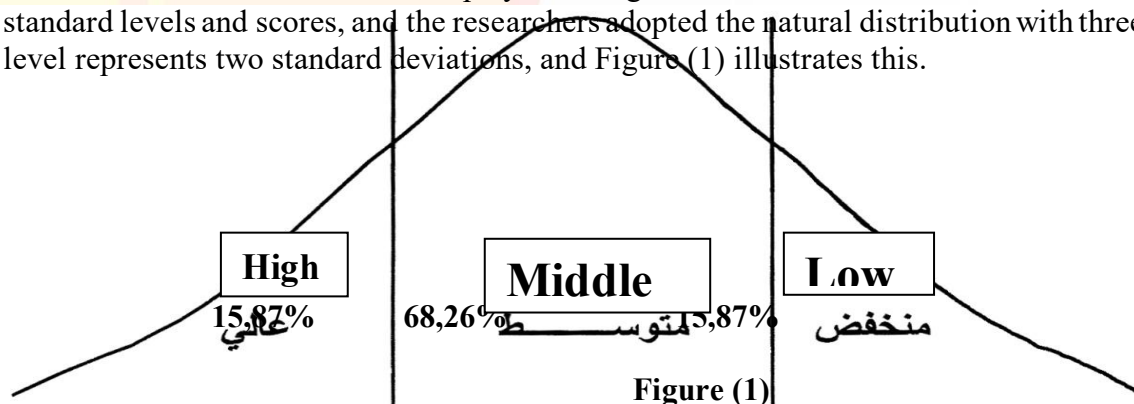 standard levels and scores, and the researchers adopted the natural distribution with three
level represents two standard deviations, and Figure (1) illustrates this.
High Middle Low
15,87% 68,26% 15,87%
عالي متوسط منخفض
Figure (1)